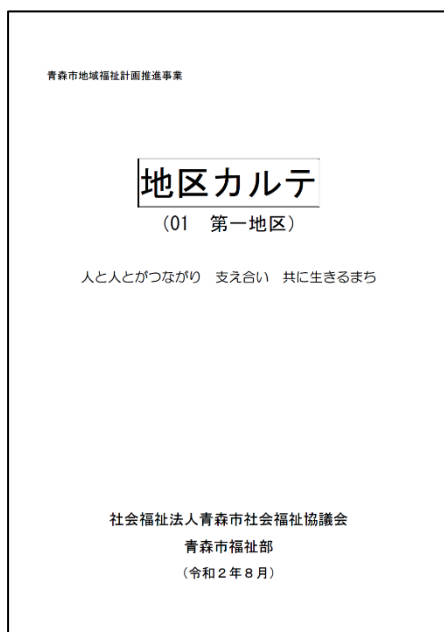 青森市地域福祉計画推進事業
地区カルテ
(01　第一地区)
人と人とがつながり　支え合い　共に生きるまち
社会福祉法人青森市社会福祉協議会
青森市福祉部
(令和２年８月)